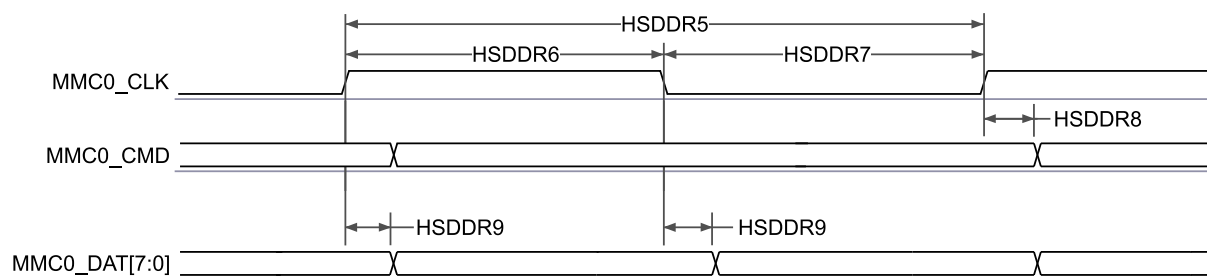 HSDDR5
HSDDR6
HSDDR7
MMC0_CLK
HSDDR8
MMC0_CMD
HSDDR9
HSDDR9
MMC0_DAT[7:0]